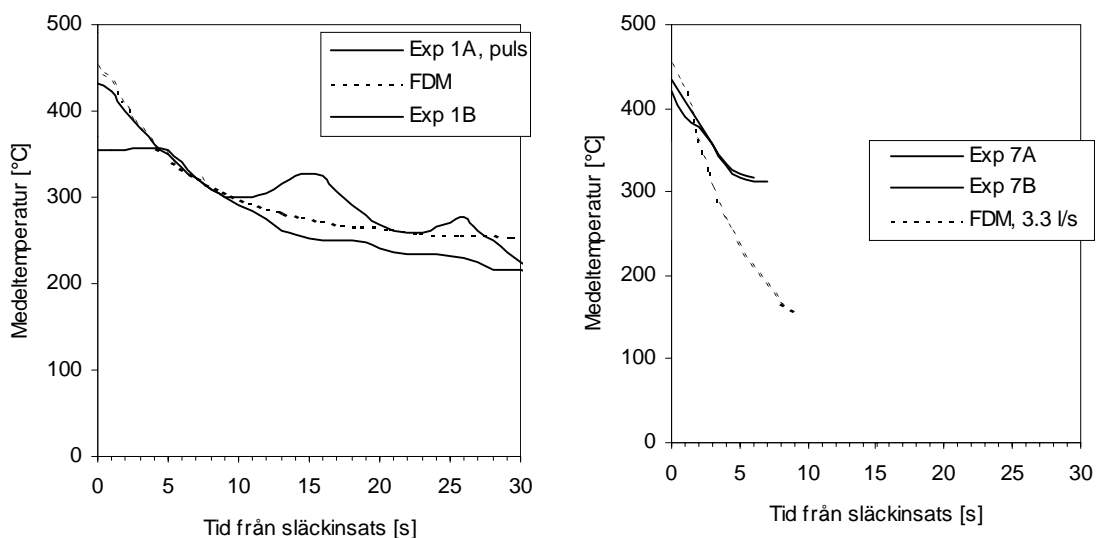 500
400
300
200
100
0
Medeltemperatur [°C]
Exp 1A, puls
FDM
Exp 1B
0 5 10 15 20 25 30
Tid från släckinsats [s]
500
400
300
200
100
0
Medeltemperatur [°C]
Exp 7A
Exp 7B
FDM, 3.3 l/s
0 5 10 15 20 25 30
Tid från släckinsats [s]